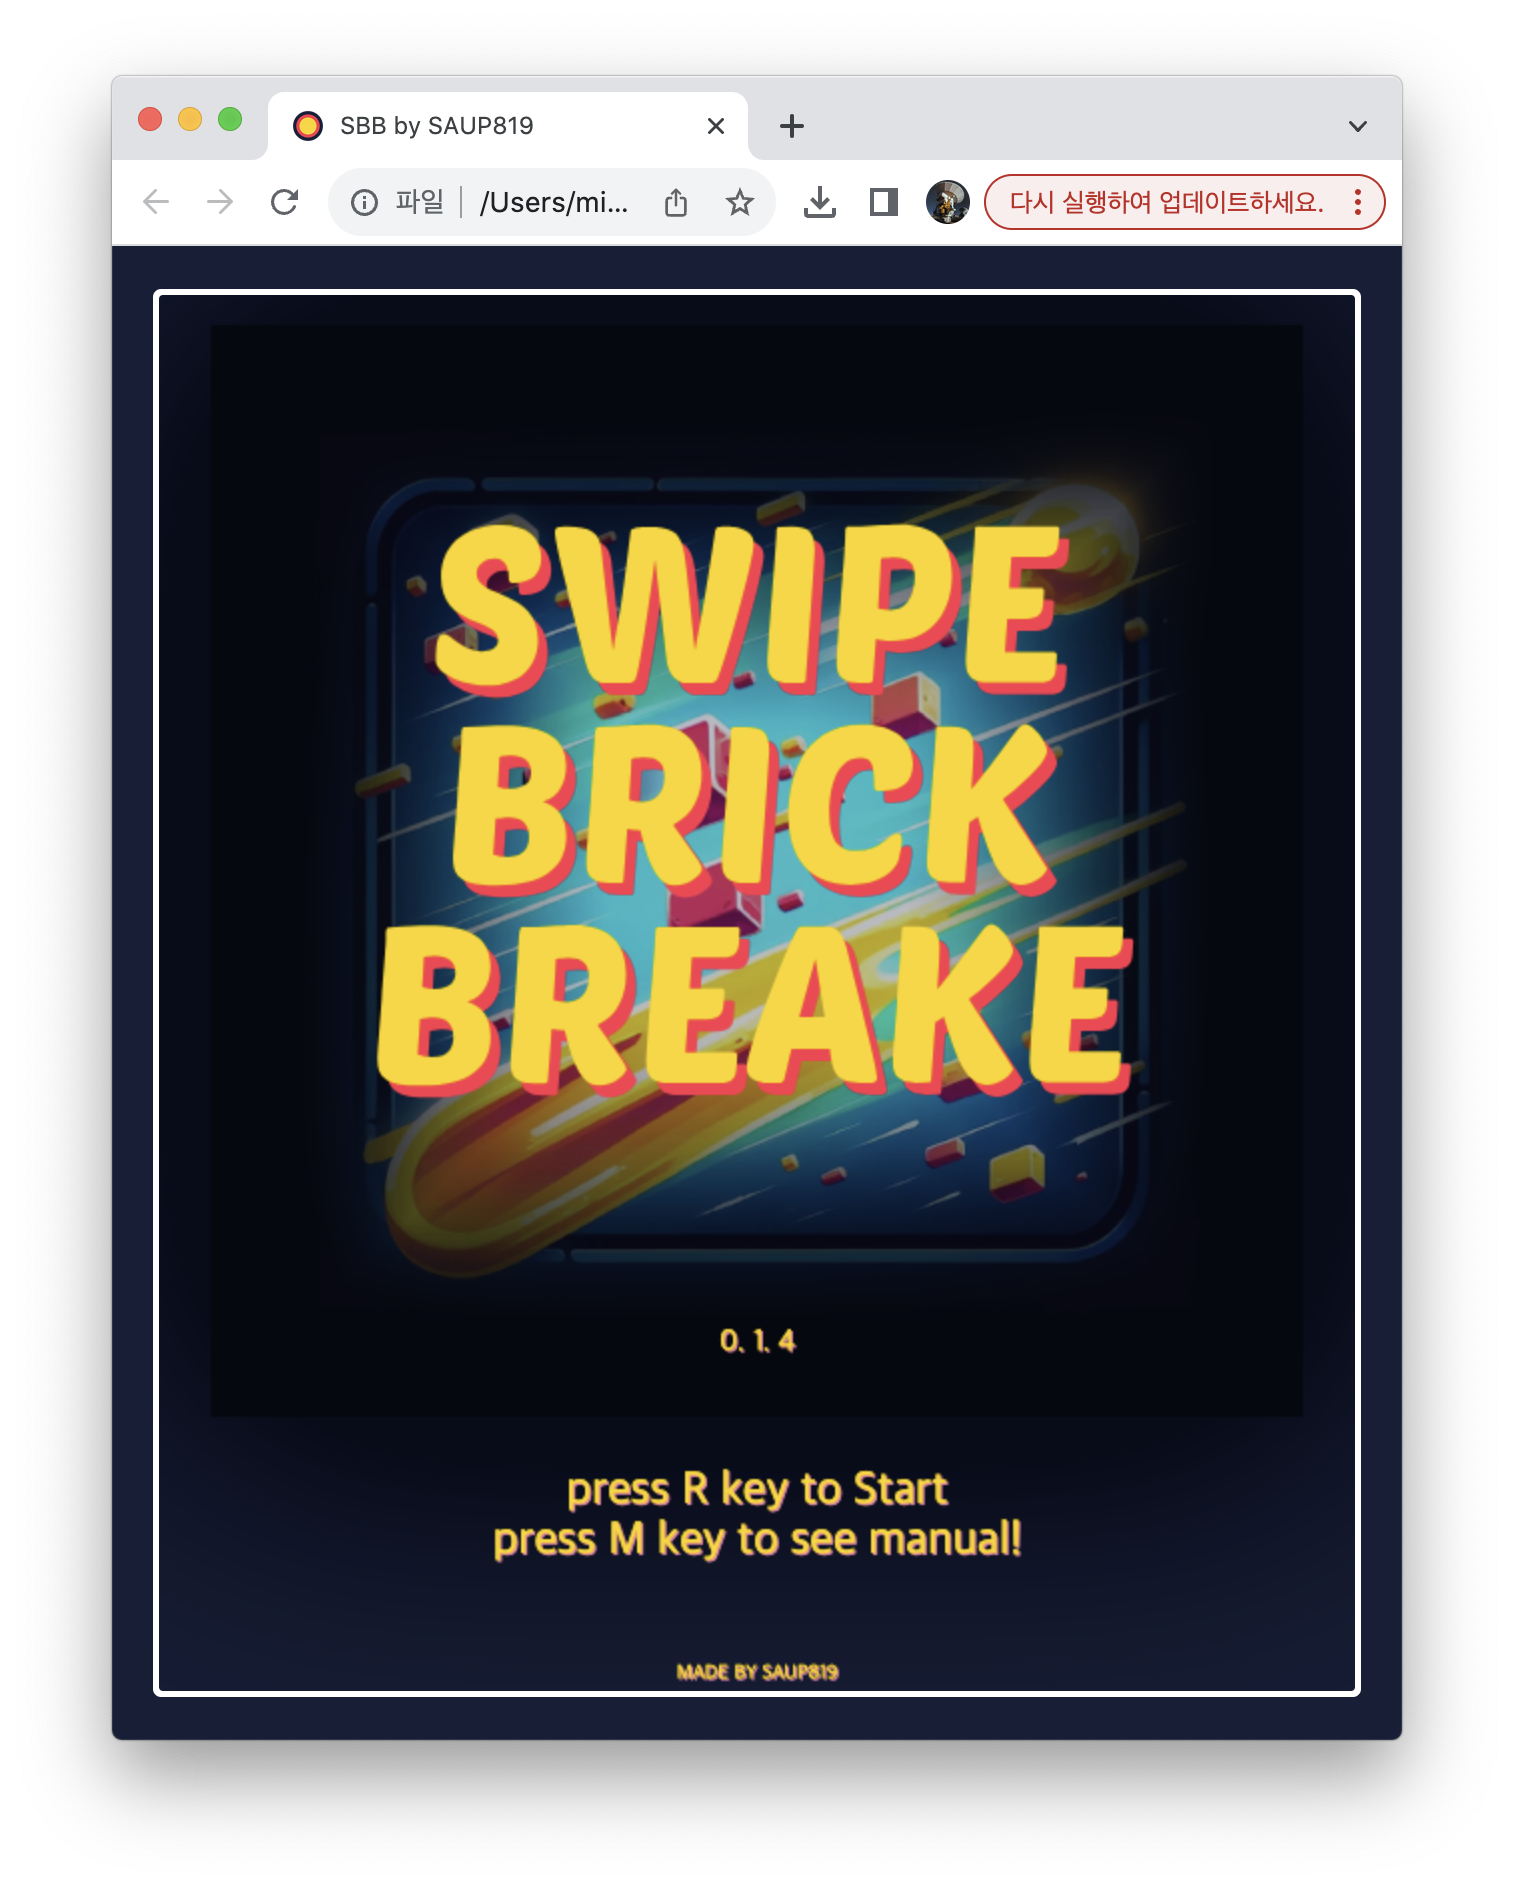 SBB by SAUP819
파일 /Users/mi...
다시 실행하여 업데이트하세요.
SWIPE
BRICK
BREAKE
0. 1. 4
press R key to Start
press M key to see manual!
MADE BY SAUP819